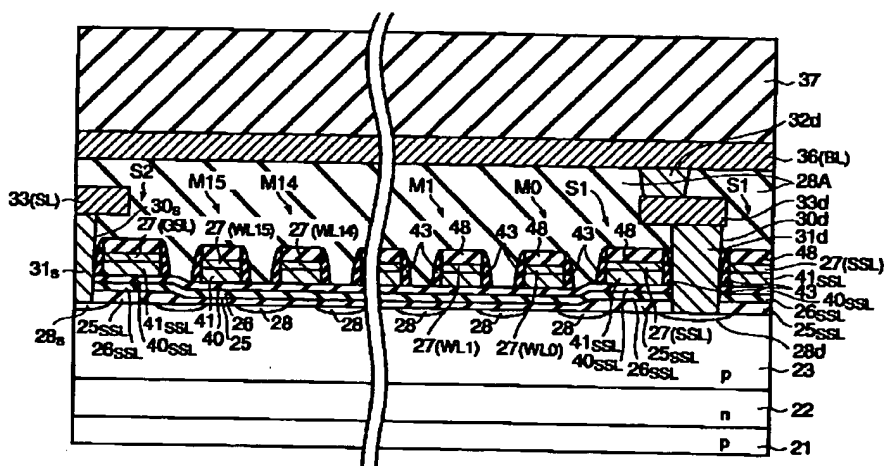 37
32d
36(BL)
S2
M15
M14
M1
M0
S1
S1
28A
33(SL)
30s
33d
30d
27(GSL)
27(WL15)
27(WL14)
43
48
43
48
43
48
31d
48
27(SSL)
31s
41SSL
43
40SSL
26SSL
28s
25SSL
41SSL
41
26
28
28
28
28
28
41SSL
27(SSL)
25SSL
26SSL
40SSL
40
25
27(WL1)
27(WL0)
40SSL
25SSL
28d
26SSL
23
p
n
22
p
21